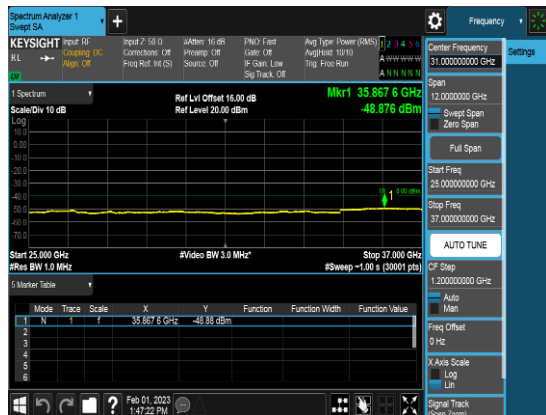 Spectrum Analyzer 1
Swept SA
Frequency
KEYSIGHT Input: RF
Coupling: DC
Align: Off
Input Z: 50 Ω
Corrections: Off
Freq Ref: Int (S)
#Atten: 16 dB
Preamp: Off
Source: Off
PNO: Fast
Gate: Off
IF Gain: Low
Sig Track: Off
Avg Type: Power (RMS)
Avg|Hold: 10/10
Trig: Free Run
1 2 3 4 5 6
A W W W W W
A N N N N N
RL
LV
1 Spectrum
Scale/Div 10 dB
Ref Lvl Offset 16.00 dB
Ref Level 20.00 dBm
Mkr1 35.867 6 GHz
-48.876 dBm
Log
10.0
0.00
-10.0
-20.0
-30.0
-40.0
-50.0
-60.0
-70.0
1
Start 25.000 GHz
#Res BW 1.0 MHz
#Video BW 3.0 MHz*
Stop 37.000 GHz
#Sweep ~1.00 s (30001 pts)
5 Marker Table
Mode Trace Scale X Y Function Function Width Function Value
1 N 1 f 35.867 6 GHz -48.88 dBm
2
3
4
5
6
Feb 01, 2023
1:47:22 PM
Center Frequency
31.000000000 GHz
Settings
Span
12.0000000 GHz
Swept Span
Zero Span
Full Span
Start Freq
25.000000000 GHz
Stop Freq
37.000000000 GHz
AUTO TUNE
CF Step
1.200000000 GHz
Auto
Man
Freq Offset
0 Hz
X Axis Scale
Log
Lin
Signal Track
(Span Zoom)